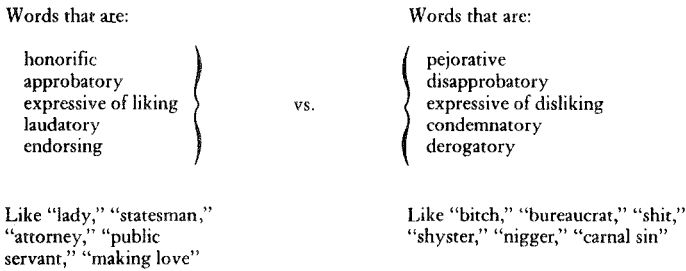 Words that are:
honorific
approbatory
expressive of liking
laudatory
endorsing
vs.
Words that are:
pejorative
disapprobatory
expressive of disliking
condemnatory
derogatory
Like “lady,” “statesman,”
“attorney,” “public
servant,” “making love”
Like “bitch,” “bureaucrat,” “shit,”
“shyster,” “nigger,” “carnal sin”